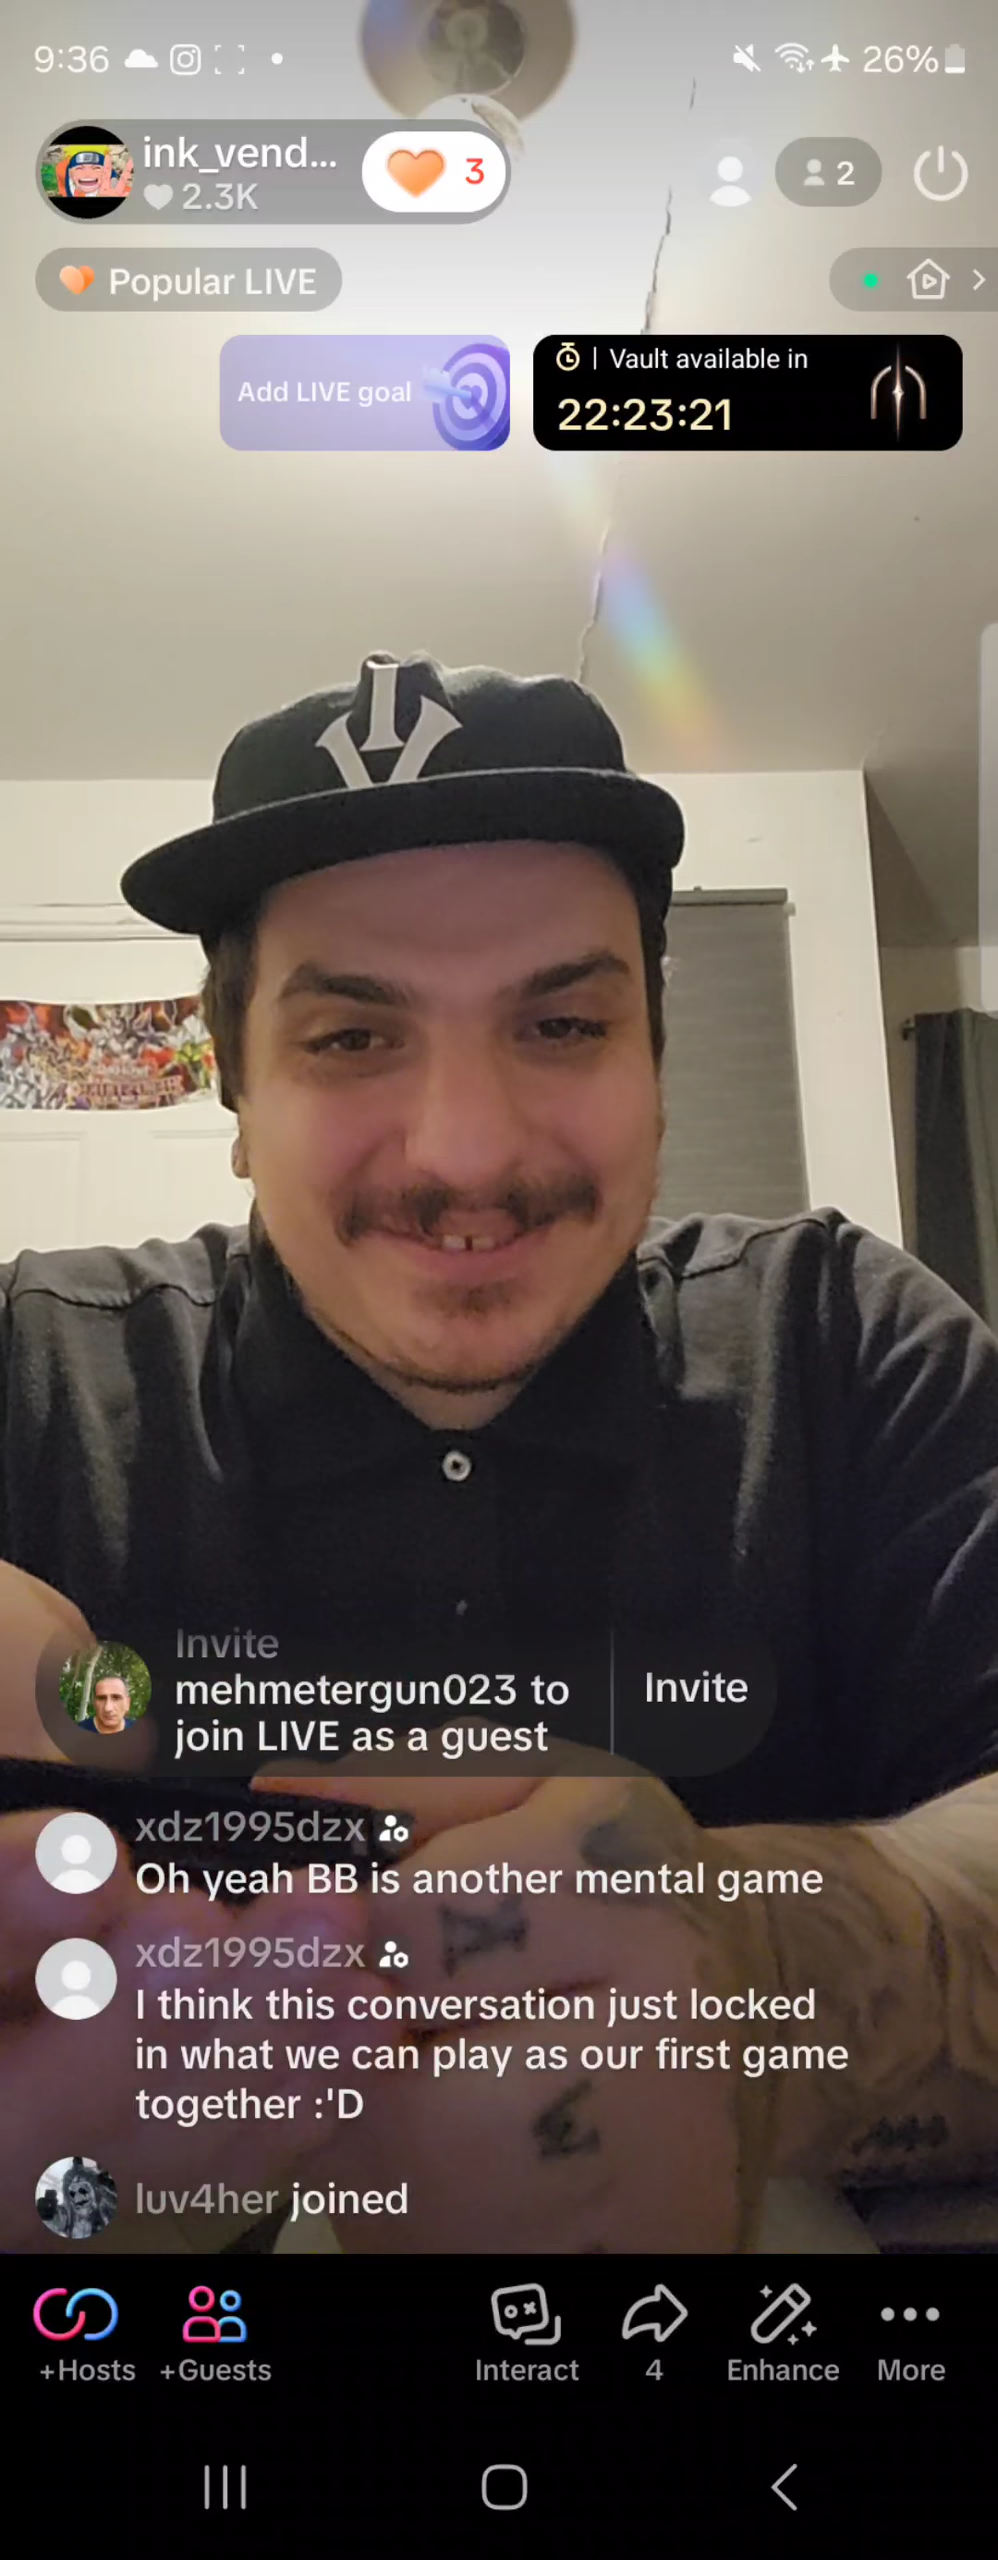 9:36
26%
ink_vend...
2.3K
3
2
Popular LIVE
Add LIVE goal
| Vault available in
22:23:21
Invite
mehmetergun023 to
join LIVE as a guest
Invite
xdz1995dzx
Oh yeah BB is another mental game
xdz1995dzx
I think this conversation just locked
in what we can play as our first game
together :'D
luv4her joined
+Hosts
+Guests
Interact
4
Enhance
More